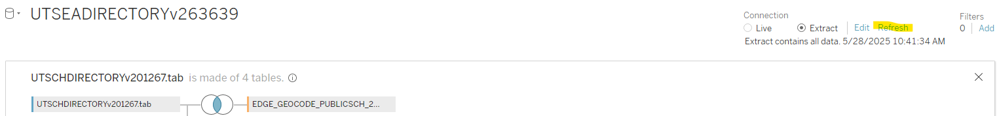 UTSEADIRECTORYv263639
Connection
Filters
Live Extract Edit Refresh
0 Add
Extract contains all data. 5/28/2025 10:41:34 AM
UTSCHDIRECTORYv201267.tab is made of 4 tables.
UTSCHDIRECTORYv201267.tab
EDGE_GEOCODE_PUBLICSCH_2...